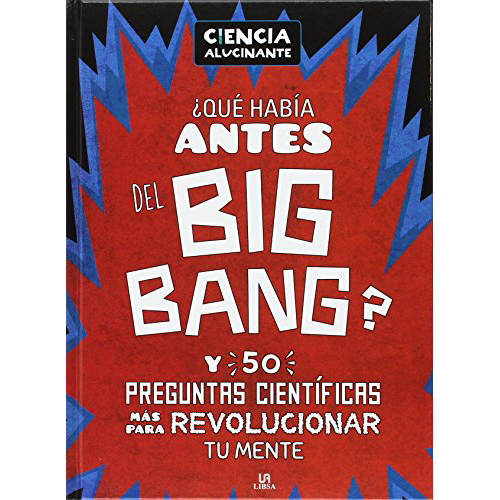 CIENCIA
ALUCINANTE
¿QUÉ HABÍA
ANTES
DEL BIG
BANG?
Y 50
PREGUNTAS CIENTÍFICAS
MÁS PARA REVOLUCIONAR
TU MENTE
LIBSA